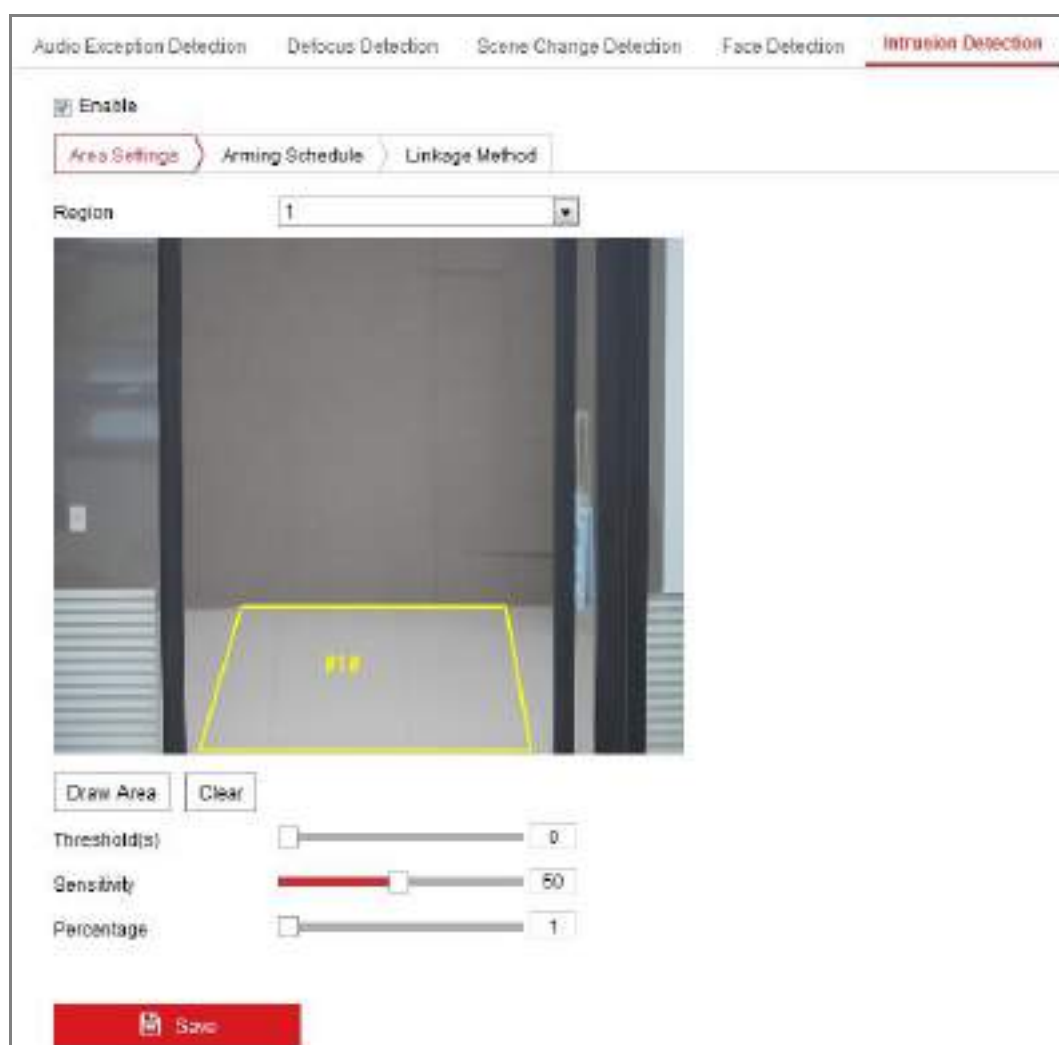 Audio Exception Detection Defocus Detection Scene Change Detection Face Detection Intrusion Detection
Enable
Area Settings Arming Schedule Linkage Method
Region 1
#1#
Draw Area Clear
Threshold(s) 0
Sensitivity 50
Percentage 1
Save